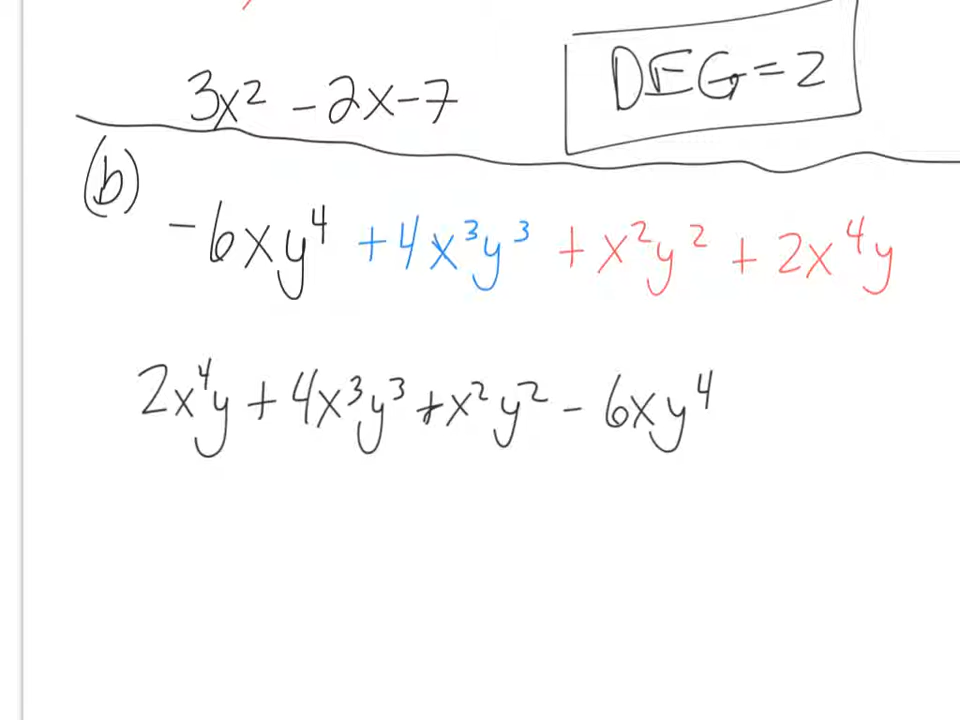 3x² - 2x - 7 DEG = 2
(b)
-6xy⁴ + 4x³y³ + x²y² + 2x⁴y
2x⁴y + 4x³y³ + x²y² - 6xy⁴